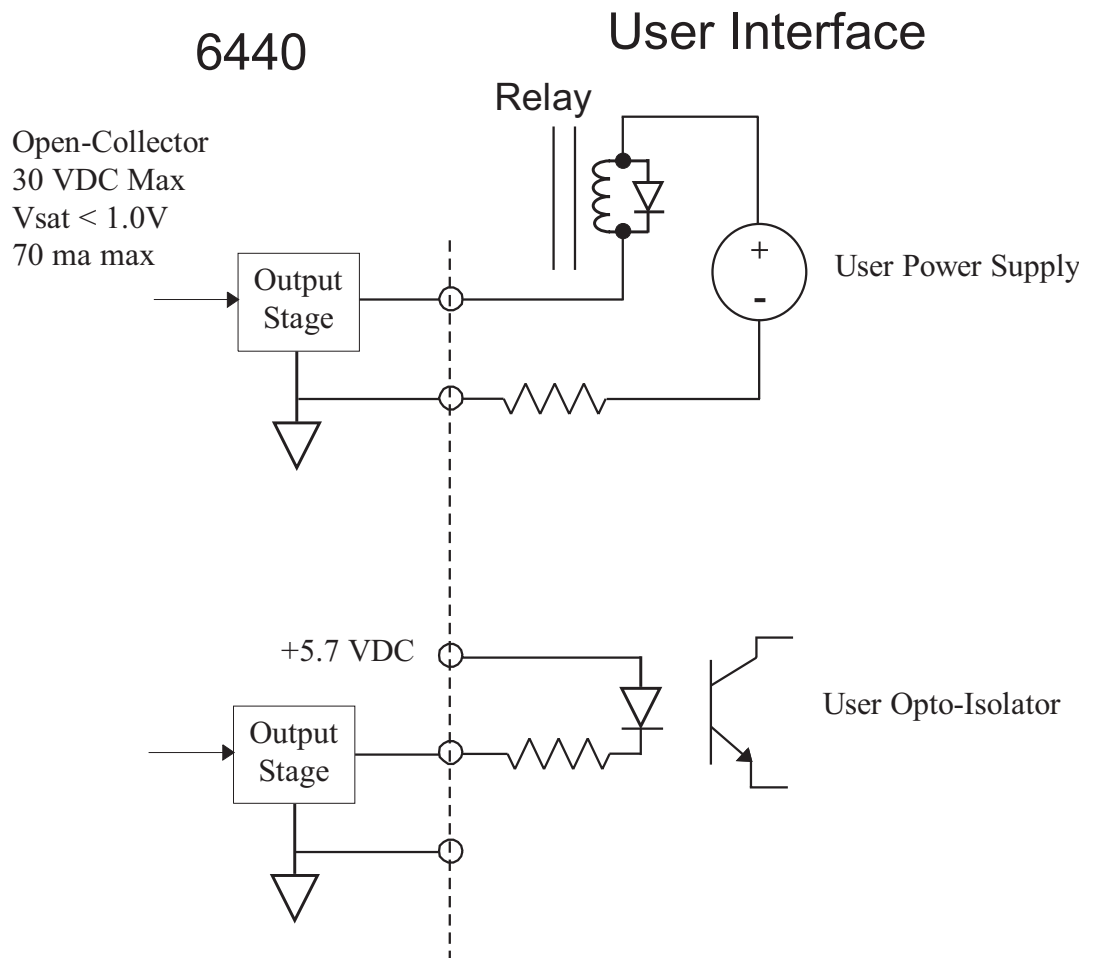 6440
User Interface
Relay
Open-Collector
30 VDC Max
Vsat < 1.0V
70 ma max
Output
Stage
+
-
User Power Supply
+5.7 VDC
Output
Stage
User Opto-Isolator